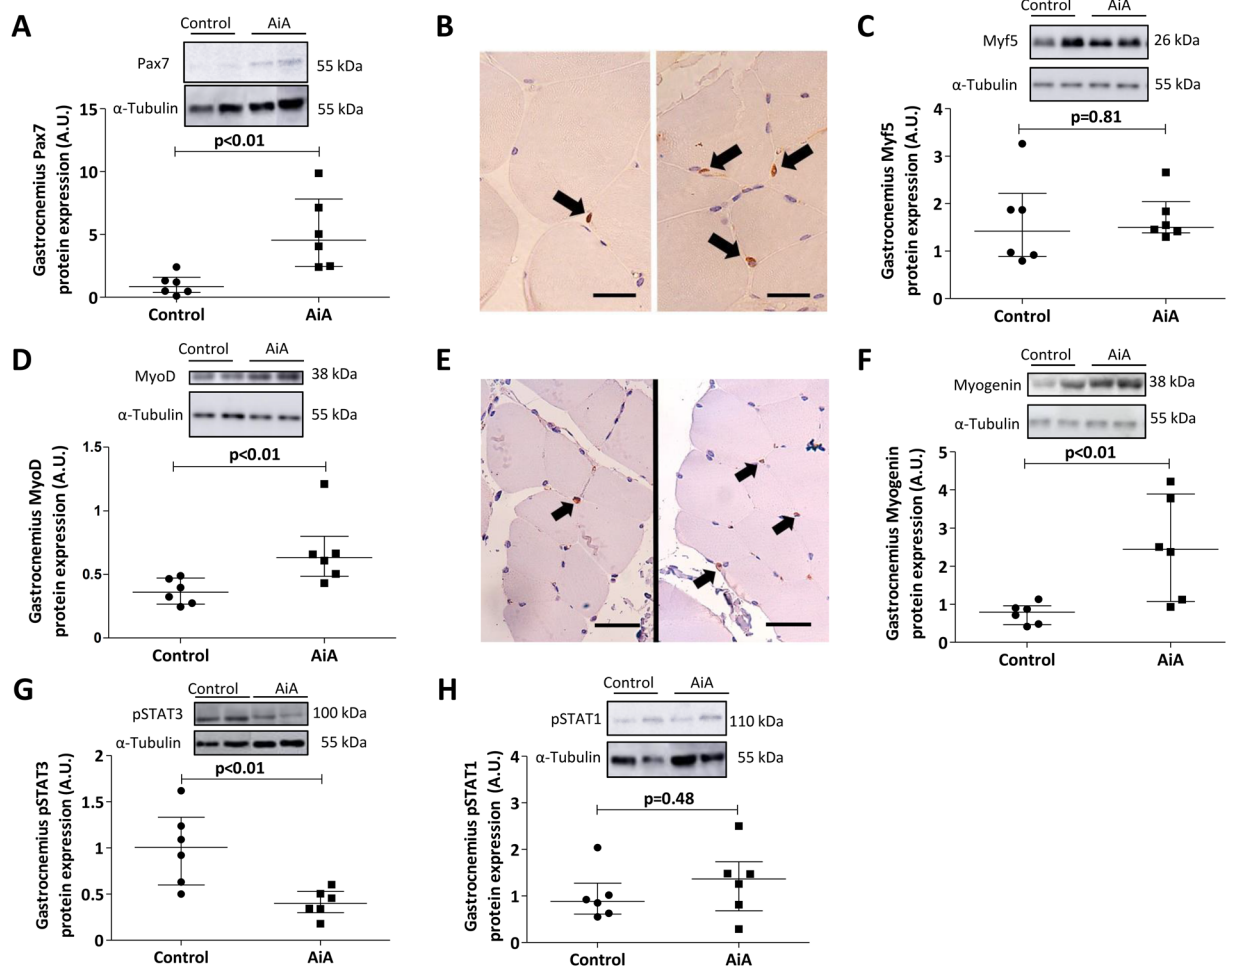 A
Control AiA
Pax7 55 kDa
α-Tubulin 55 kDa
p<0.01
Gastrocnemius Pax7
protein expression (A.U.)
15
10
5
0
Control AiA
B
C
Control AiA
Myf5 26 kDa
α-Tubulin 55 kDa
p=0.81
Gastrocnemius Myf5
protein expression (A.U.)
4
3
2
1
0
Control AiA
D
Control AiA
MyoD 38 kDa
α-Tubulin 55 kDa
p<0.01
Gastrocnemius MyoD
protein expression (A.U.)
1.5
1
0.5
0
Control AiA
E
F
Control AiA
Myogenin 38 kDa
α-Tubulin 55 kDa
p<0.01
Gastrocnemius Myogenin
protein expression (A.U.)
5
4
3
2
1
0
Control AiA
G
Control AiA
pSTAT3 100 kDa
α-Tubulin 55 kDa
p<0.01
Gastrocnemius pSTAT3
protein expression (A.U.)
2
1.5
1
0.5
0
Control AiA
H
Control AiA
pSTAT1 110 kDa
α-Tubulin 55 kDa
p=0.48
Gastrocnemius pSTAT1
protein expression (A.U.)
4
3
2
1
0
Control AiA